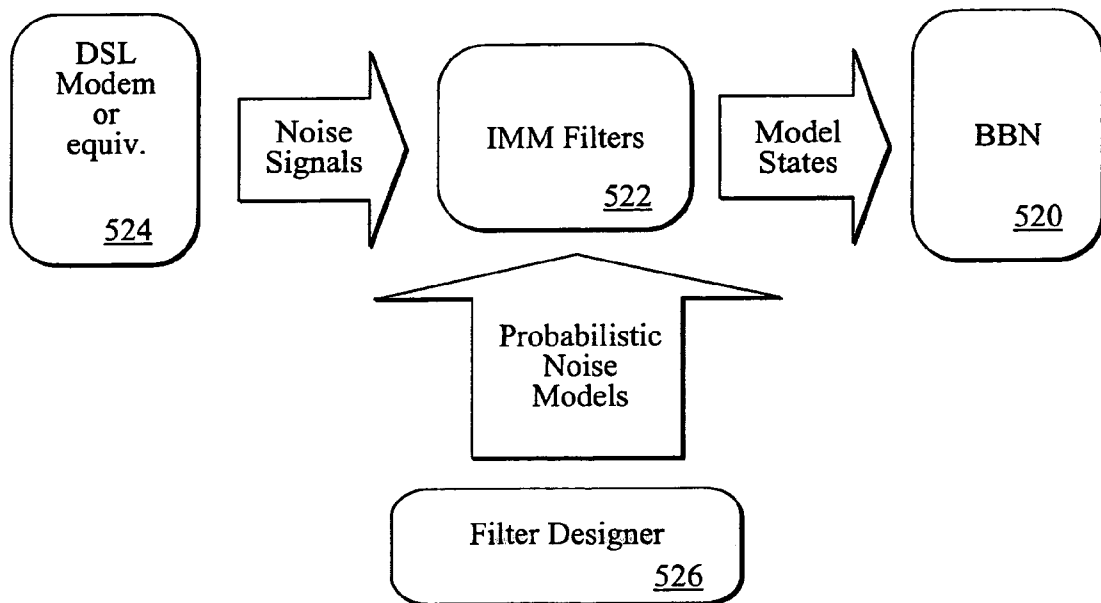 DSL
Modem
or
equiv.
524
Noise
Signals
IMM Filters
522
Model
States
BBN
520
Probabilistic
Noise
Models
Filter Designer
526